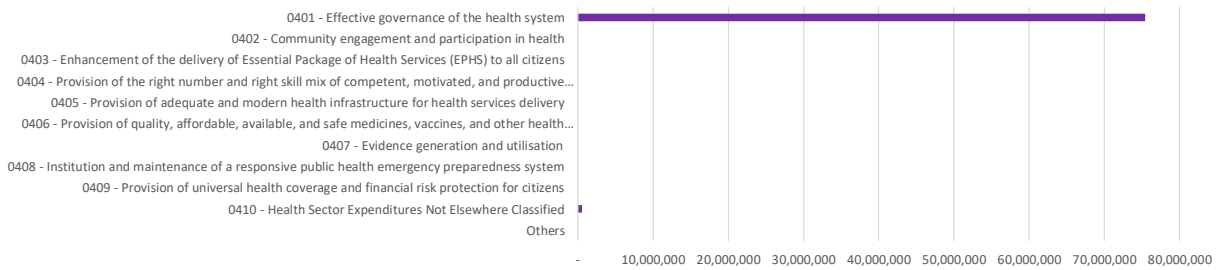 0401 - Effective governance of the health system
0402 - Community engagement and participation in health
0403 - Enhancement of the delivery of Essential Package of Health Services (EPHS) to all citizens
0404 - Provision of the right number and right skill mix of competent, motivated, and productive…
0405 - Provision of adequate and modern health infrastructure for health services delivery
0406 - Provision of quality, affordable, available, and safe medicines, vaccines, and other health…
0407 - Evidence generation and utilisation
0408 - Institution and maintenance of a responsive public health emergency preparedness system
0409 - Provision of universal health coverage and financial risk protection for citizens
0410 - Health Sector Expenditures Not Elsewhere Classified
Others
- 10,000,000 20,000,000 30,000,000 40,000,000 50,000,000 60,000,000 70,000,000 80,000,000